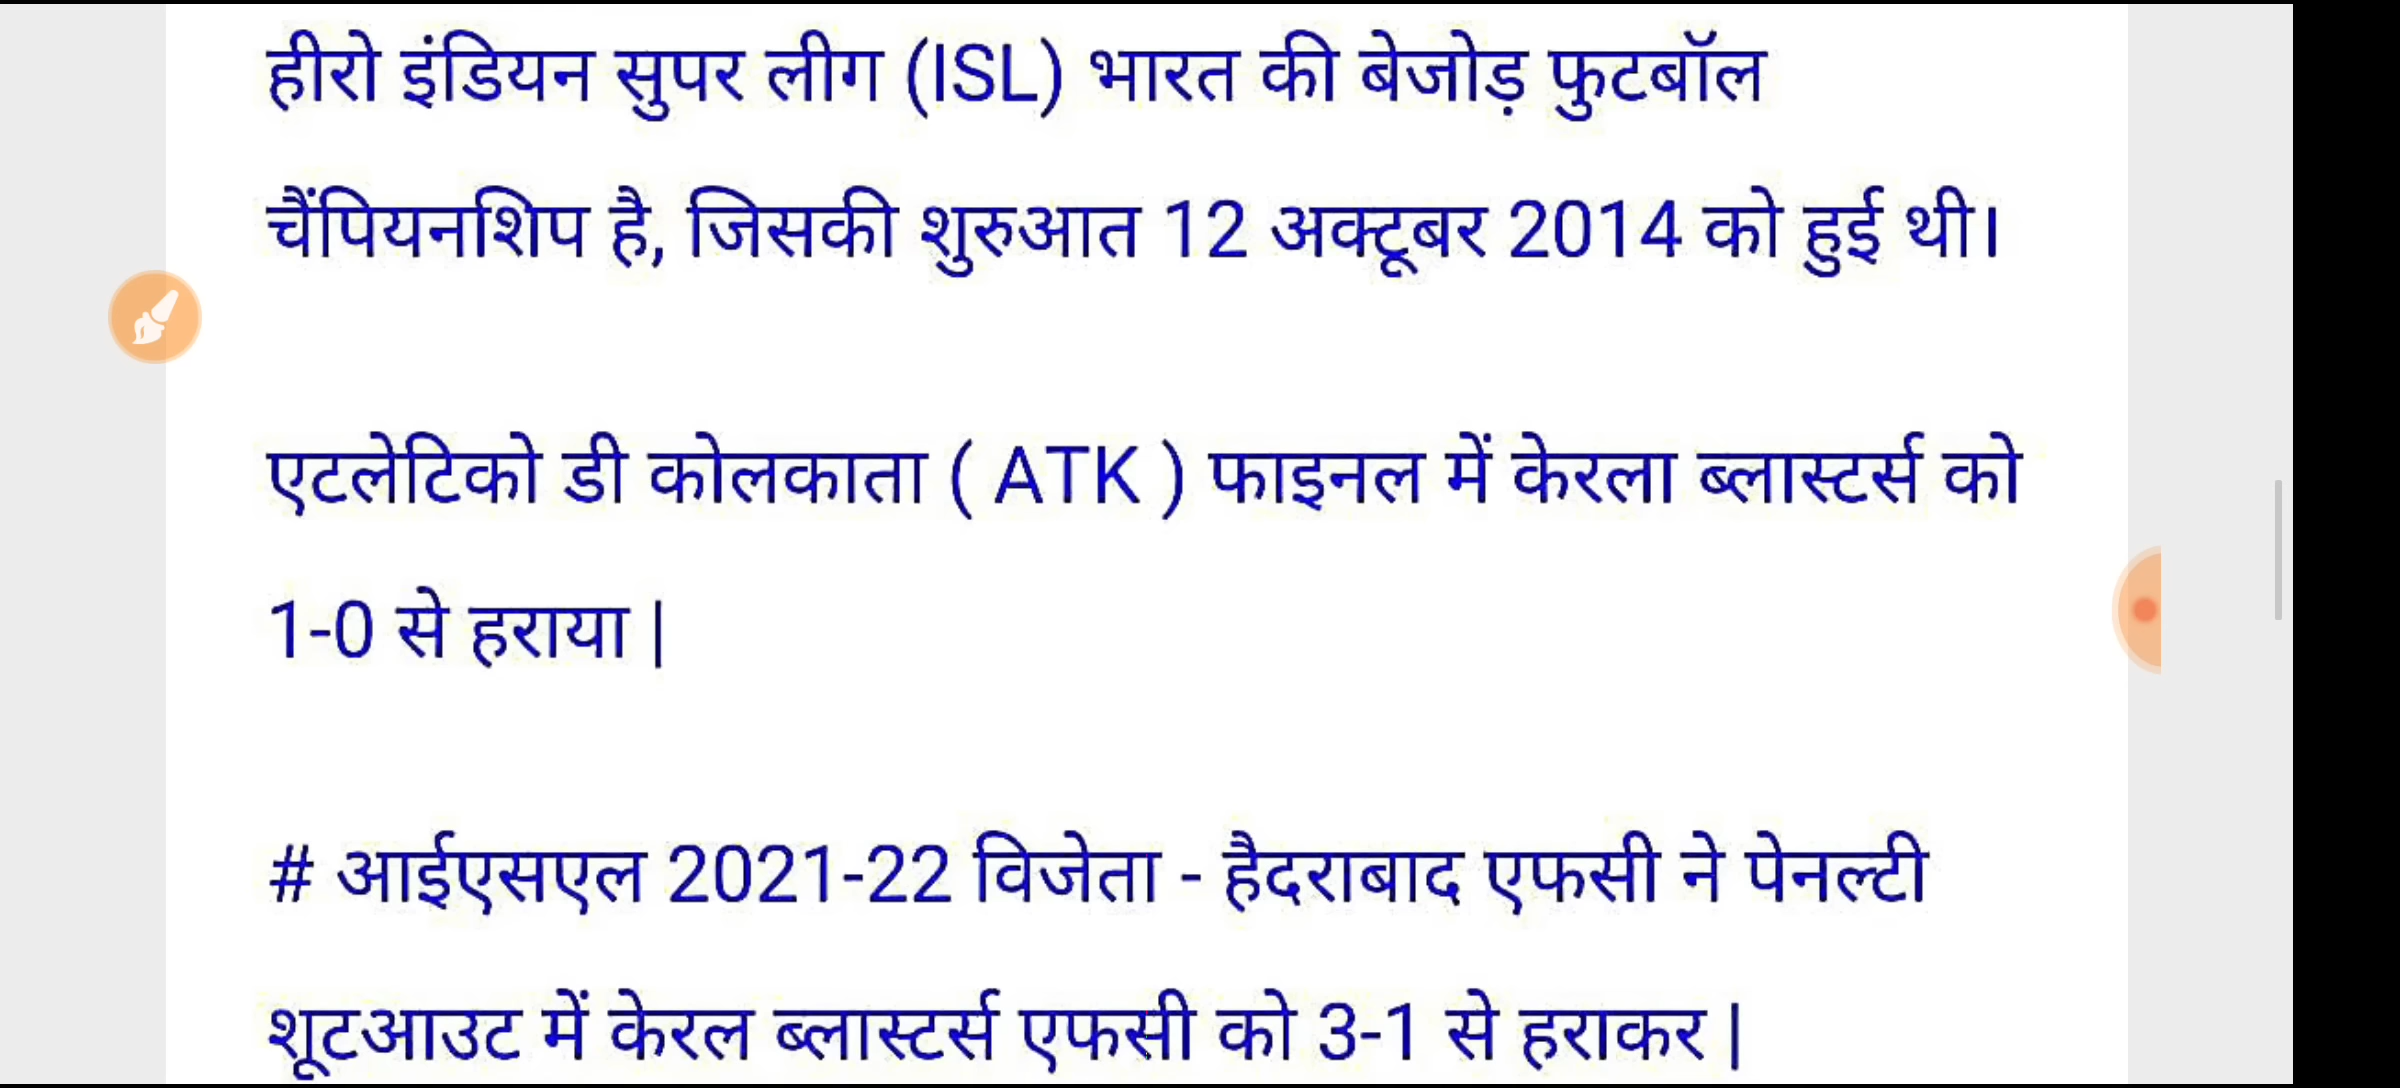 हीरो इंडियन सुपर लीग (ISL) भारत की बेजोड़ फुटबॉल
चैंपियनशिप है, जिसकी शुरुआत 12 अक्टूबर 2014 को हुई थी।
एटलेटिको डी कोलकाता ( ATK ) फाइनल में केरला ब्लास्टर्स को
1-0 से हराया |
# आईएसएल 2021-22 विजेता - हैदराबाद एफसी ने पेनल्टी
शूटआउट में केरल ब्लास्टर्स एफसी को 3-1 से हराकर |